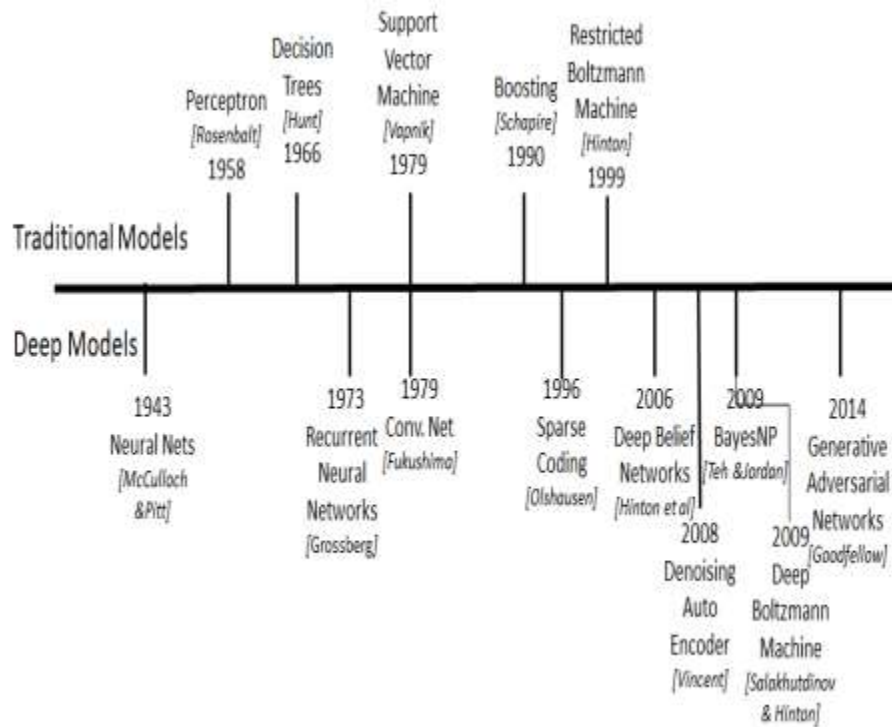 Perceptron
[Rosenbalt]
1958
Decision
Trees
[Hunt]
1966
Support
Vector
Machine
[Vapnik]
1979
Boosting
[Schapire]
1990
Restricted
Boltzmann
Machine
[Hinton]
1999
Traditional Models
Deep Models
1943
Neural Nets
[McCulloch
&Pitt]
1973
Recurrent
Neural
Networks
[Grossberg]
1979
Conv. Net
[Fukushima]
1996
Sparse
Coding
[Olshausen]
2006
Deep Belief
Networks
[Hinton et al]
2008
Denoising
Auto
Encoder
[Vincent]
2009
BayesNP
[Teh &Jordan]
2009
Deep
Boltzmann
Machine
[Salakhutdinov
& Hinton]
2014
Generative
Adversarial
Networks
[Goodfellow]